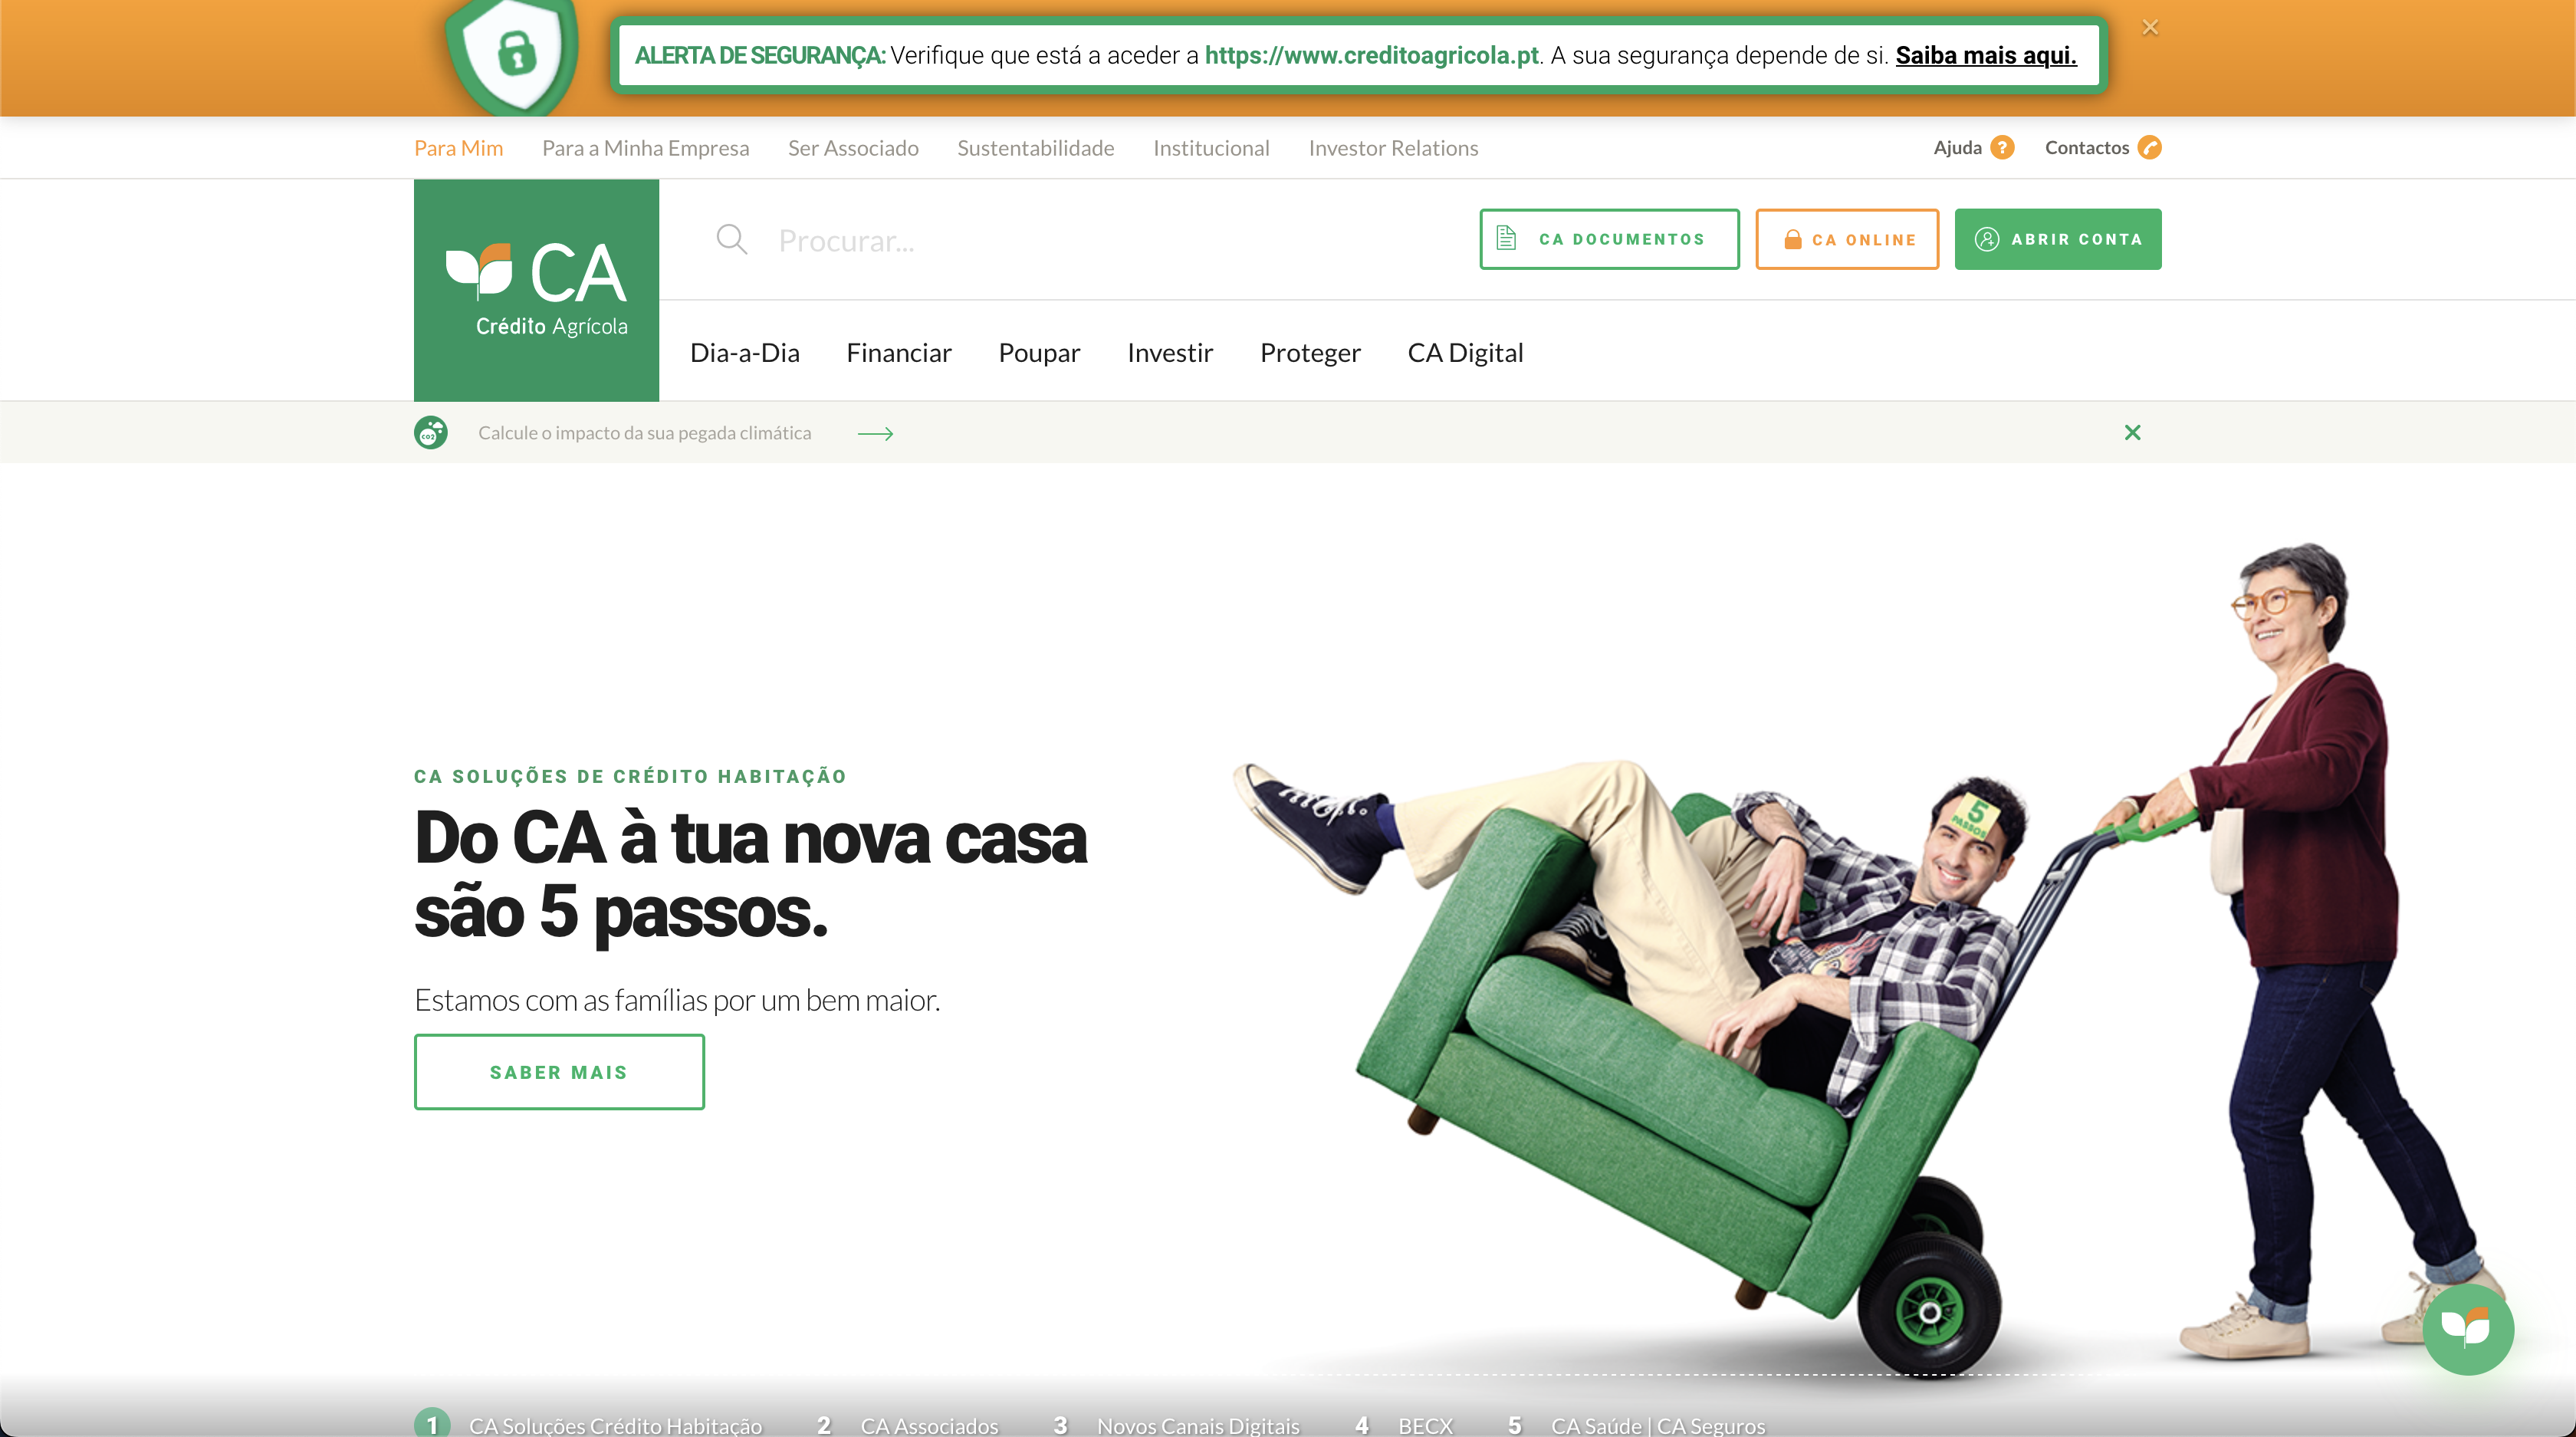 ALERTA DE SEGURANÇA: Verifique que está a aceder a https://www.creditoagricola.pt. A sua segurança depende de si. Saiba mais aqui.
Para Mim Para a Minha Empresa Ser Associado Sustentabilidade Institucional Investor Relations Ajuda ? Contactos
CA
Crédito Agrícola
Procurar...
CA DOCUMENTOS CA ONLINE ABRIR CONTA
Dia-a-Dia Financiar Poupar Investir Proteger CA Digital
CO2 Calcule o impacto da sua pegada climática
CA SOLUÇÕES DE CRÉDITO HABITAÇÃO
Do CA à tua nova casa
são 5 passos.
Estamos com as famílias por um bem maior.
SABER MAIS
5
PASSOS
1 CA Soluções Crédito Habitação 2 CA Associados 3 Novos Canais Digitais 4 BECX 5 CA Saúde | CA Seguros